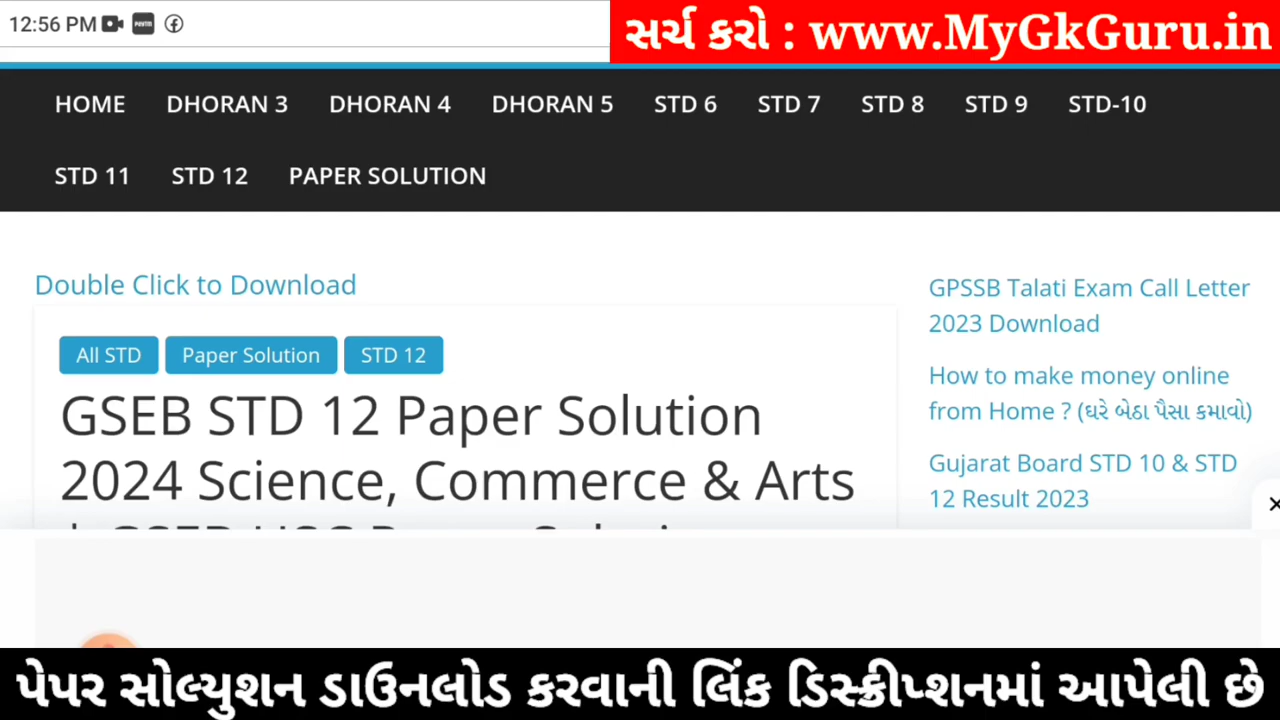 12:56 PM
સર્ચ કરો : www.MyGkGuru.in
HOME DHORAN 3 DHORAN 4 DHORAN 5 STD 6 STD 7 STD 8 STD 9 STD-10
STD 11 STD 12 PAPER SOLUTION
Double Click to Download
All STD Paper Solution STD 12
GSEB STD 12 Paper Solution
2024 Science, Commerce & Arts
GPSSB Talati Exam Call Letter
2023 Download
How to make money online
from Home ? (ઘરે બેઠા પૈસા કમાવો)
Gujarat Board STD 10 & STD
12 Result 2023
પેપર સોલ્યુશન ડાઉનલોડ કરવાની લિંક ડિસ્ક્રીપ્શનમાં આપેલી છે